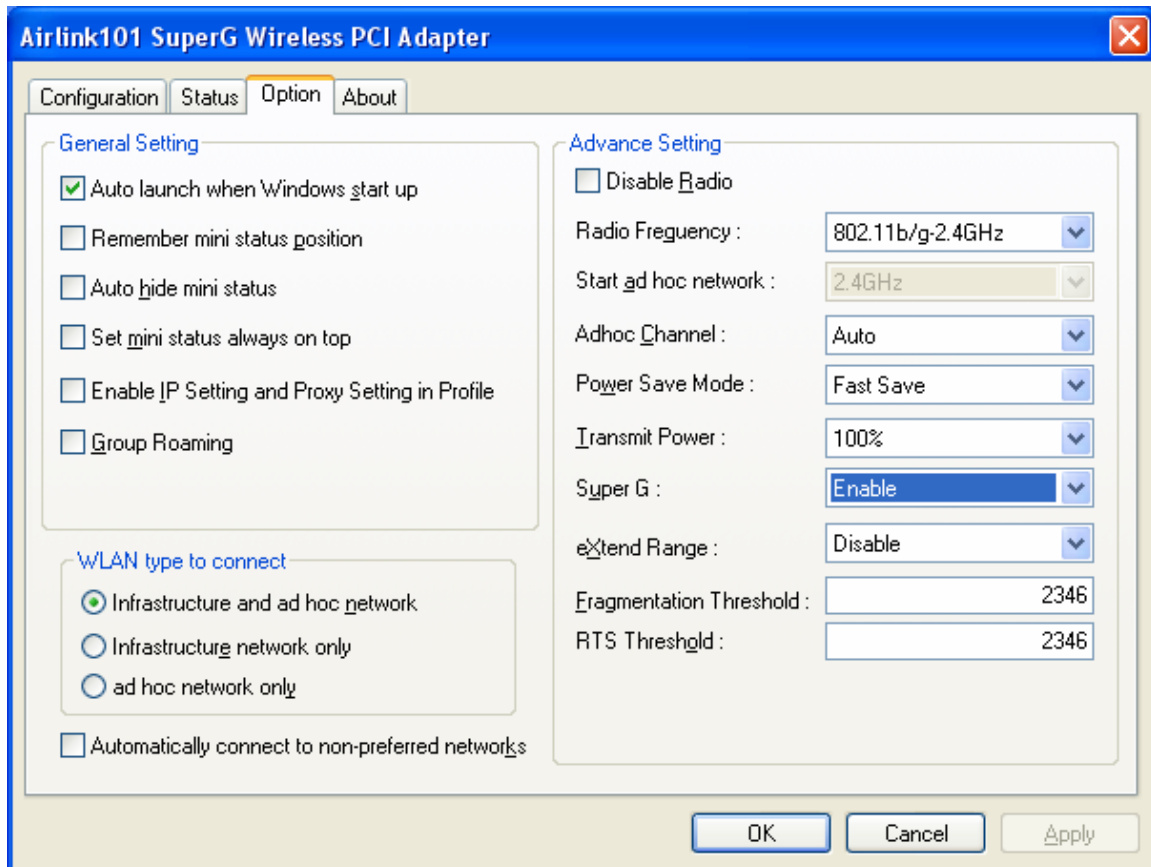 Airlink101 SuperG Wireless PCI Adapter
Configuration
Status
Option
About
General Setting
Auto launch when Windows start up
Remember mini status position
Auto hide mini status
Set mini status always on top
Enable IP Setting and Proxy Setting in Profile
Group Roaming
WLAN type to connect
Infrastructure and ad hoc network
Infrastructure network only
ad hoc network only
Automatically connect to non-preferred networks
Advance Setting
Disable Radio
Radio Freguency : 802.11b/g-2.4GHz
Start ad hoc network : 2.4GHz
Adhoc Channel : Auto
Power Save Mode : Fast Save
Transmit Power : 100%
Super G : Enable
eXtend Range : Disable
Fragmentation Threshold : 2346
RTS Threshold : 2346
OK
Cancel
Apply